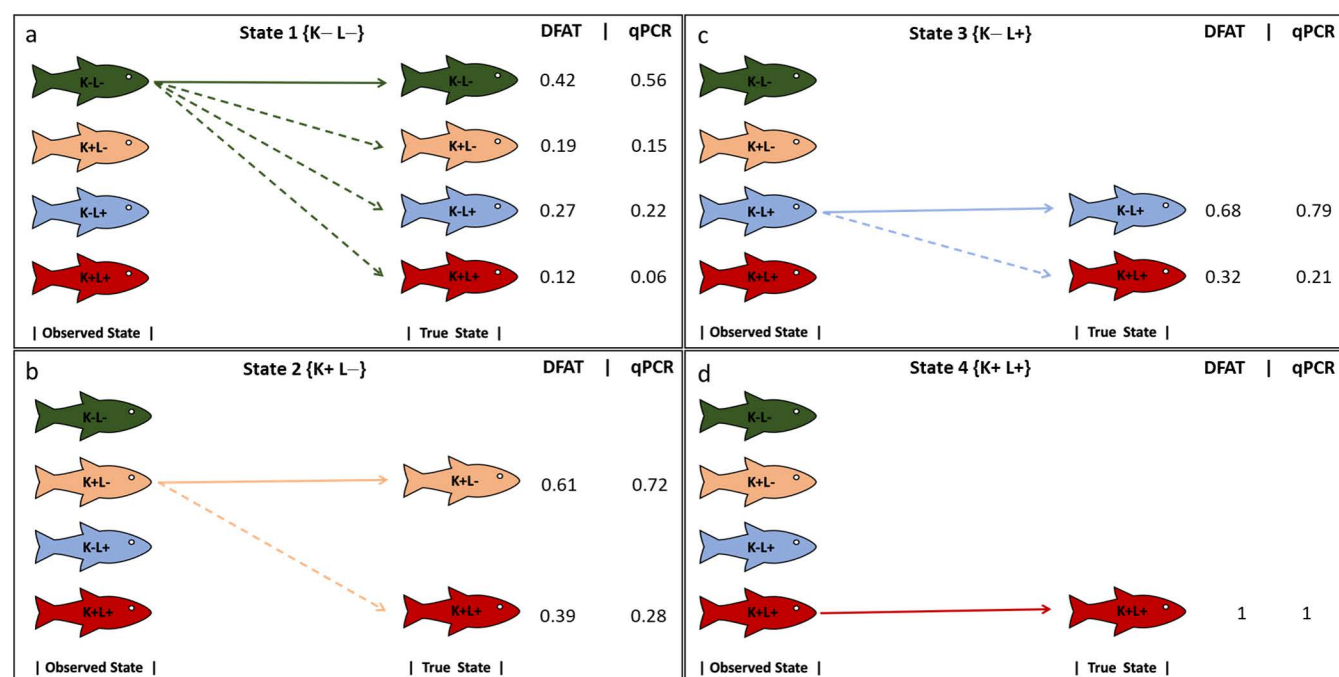 a State 1 {K− L−} DFAT | qPCR
K-L- K-L- 0.42 0.56
K+L- K+L- 0.19 0.15
K-L+ K-L+ 0.27 0.22
K+L+ K+L+ 0.12 0.06
| Observed State | | True State |
b State 2 {K+ L−} DFAT | qPCR
K-L-
K+L- K+L- 0.61 0.72
K-L+
K+L+ K+L+ 0.39 0.28
| Observed State | | True State |
c State 3 {K− L+} DFAT | qPCR
K-L-
K+L-
K-L+ K-L+ 0.68 0.79
K+L+ K+L+ 0.32 0.21
| Observed State | | True State |
d State 4 {K+ L+} DFAT | qPCR
K-L-
K+L-
K-L+
K+L+ K+L+ 1 1
| Observed State | | True State |